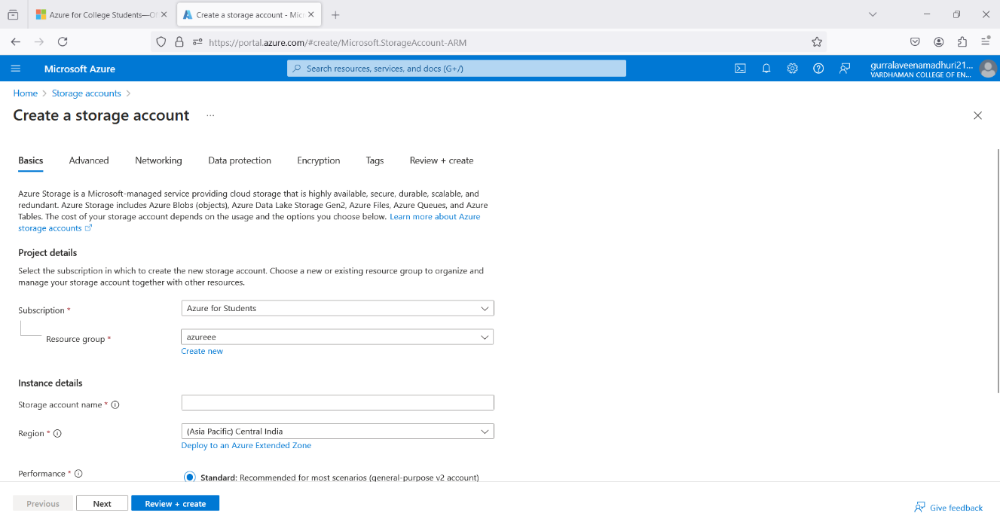 Azure for College Students—Of
Create a storage account - Micr
https://portal.azure.com/#create/Microsoft.StorageAccount-ARM
Microsoft Azure
Search resources, services, and docs (G+/)
gurralaveenamadhuri21...
VARDHAMAN COLLEGE OF EN...
Home > Storage accounts >
Create a storage account ...
Basics Advanced Networking Data protection Encryption Tags Review + create
Azure Storage is a Microsoft-managed service providing cloud storage that is highly available, secure, durable, scalable, and
redundant. Azure Storage includes Azure Blobs (objects), Azure Data Lake Storage Gen2, Azure Files, Azure Queues, and Azure
Tables. The cost of your storage account depends on the usage and the options you choose below. Learn more about Azure
storage accounts
Project details
Select the subscription in which to create the new storage account. Choose a new or existing resource group to organize and
manage your storage account together with other resources.
Subscription * Azure for Students
Resource group * azureee
Create new
Instance details
Storage account name *
Region * (Asia Pacific) Central India
Deploy to an Azure Extended Zone
Performance * Standard: Recommended for most scenarios (general-purpose v2 account)
Previous Next Review + create
Give feedback